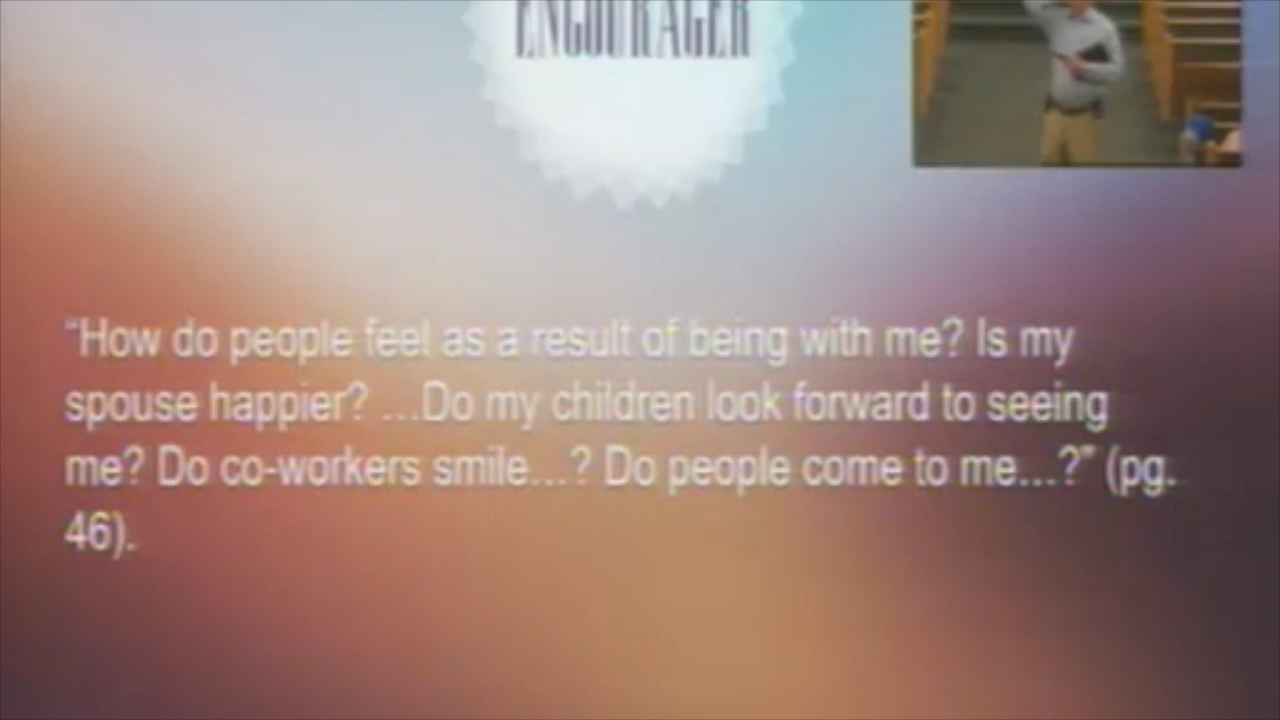 ENCOURAGER
“How do people feel as a result of being with me? Is my
spouse happier? …Do my children look forward to seeing
me? Do co-workers smile…? Do people come to me…?” (pg.
46).